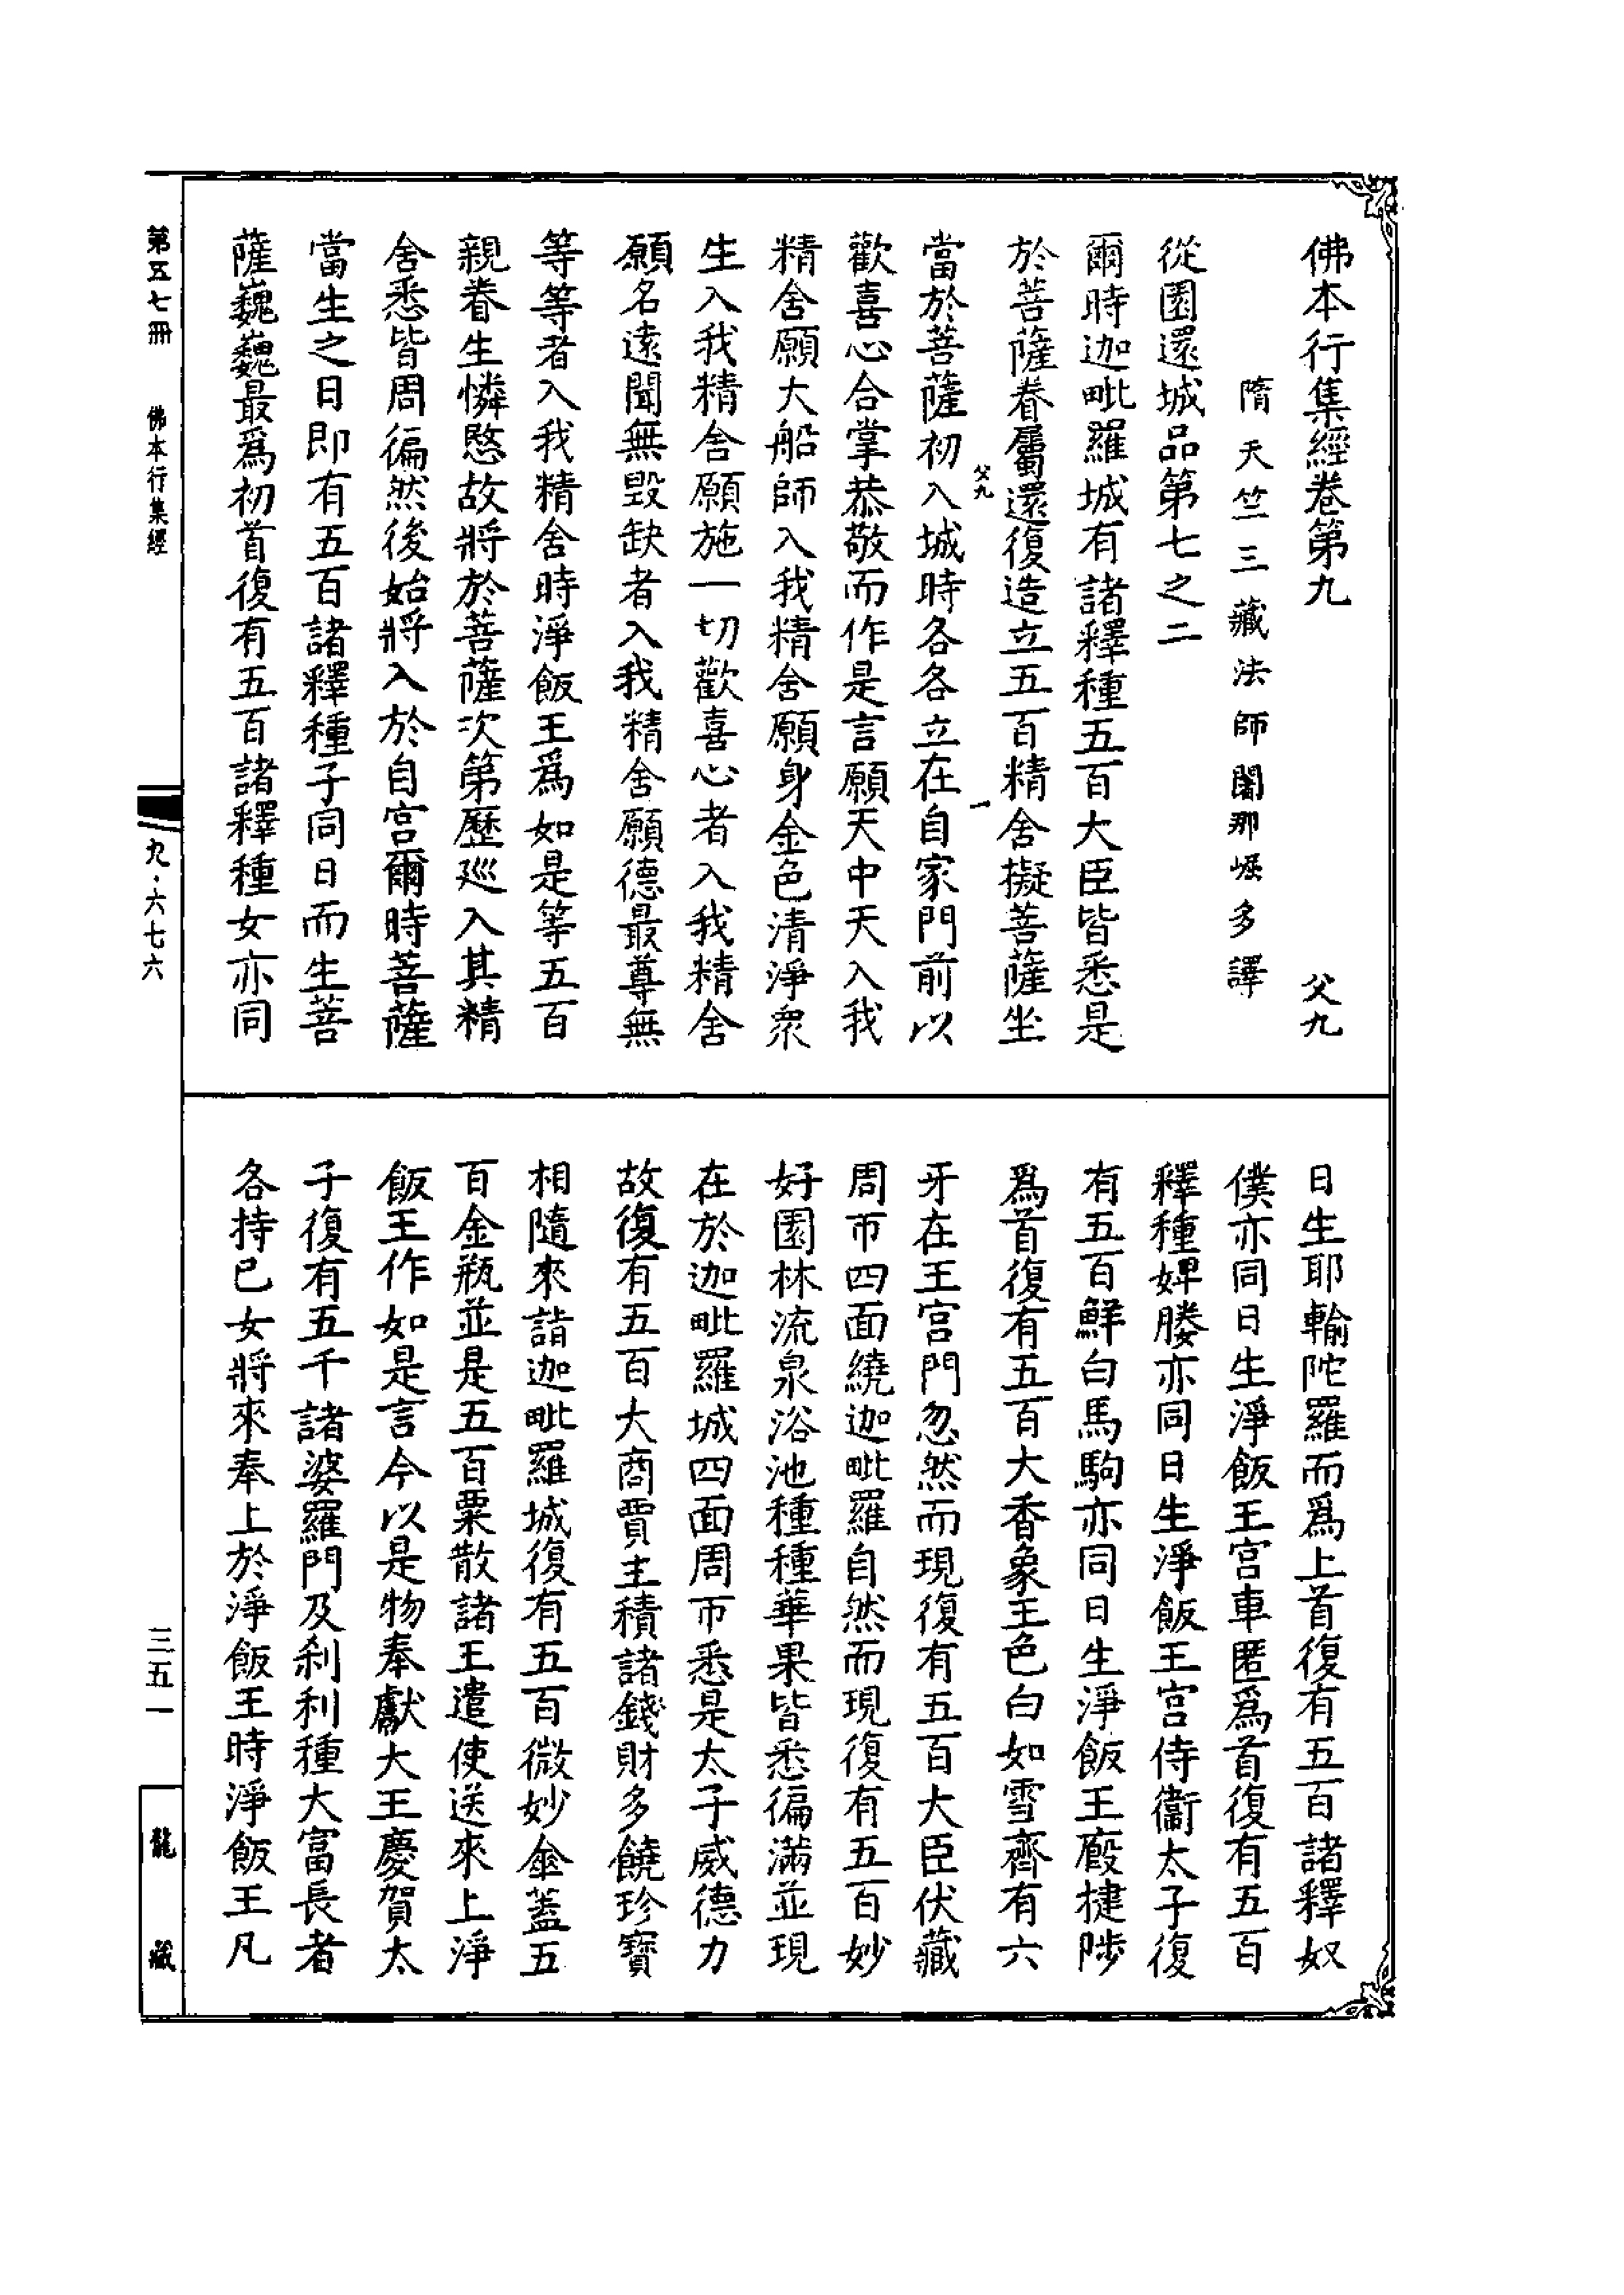 佛本行集經卷第九 父九
隋天竺三藏法師闍那崛多譯
從園還城品第七之二
爾時迦毗羅城有諸釋種五百大臣皆悉是
於菩薩眷屬還復造立五百精舍擬菩薩坐
父九 一
當於菩薩初入城時各各立在自家門前以
歡喜心合掌恭敬而作是言願天中天入我
精舍願大船師入我精舍願身金色清淨衆
生入我精舍願施一切歡喜心者入我精舍
願名遠聞無毀缺者入我精舍願德最尊無
等等者入我精舍時淨飯王爲如是等五百
親眷生憐愍故將於菩薩次第歷巡入其精
舍悉皆周徧然後始將入於自宮爾時菩薩
當生之日即有五百諸釋種子同日而生菩
薩巍巍最爲初首復有五百諸釋種女亦同
日生耶輸陀羅而爲上首復有五百諸釋奴
僕亦同日生淨飯王宮車匿爲首復有五百
釋種婢媵亦同日生淨飯王宮侍衞太子復
有五百鮮白馬駒亦同日生淨飯王廄揵陟
爲首復有五百大香象王色白如雪齊有六
牙在王宮門忽然而現復有五百大臣伏藏
周帀四面繞迦毗羅自然而現復有五百妙
好園林流泉浴池種種華果皆悉徧滿並現
在於迦毗羅城四面周帀悉是太子威德力
故復有五百大商賈主積諸錢財多饒珍寶
相隨來詣迦毗羅城復有五百微妙傘蓋五
百金瓶並是五百粟散諸王遣使送來上淨
飯王作如是言今以是物奉獻大王慶賀太
子復有五千諸婆羅門及刹利種大富長者
各持已女將來奉上於淨飯王時淨飯王凡
第五七冊 佛本行集經
九·六七六
三五一
龍藏